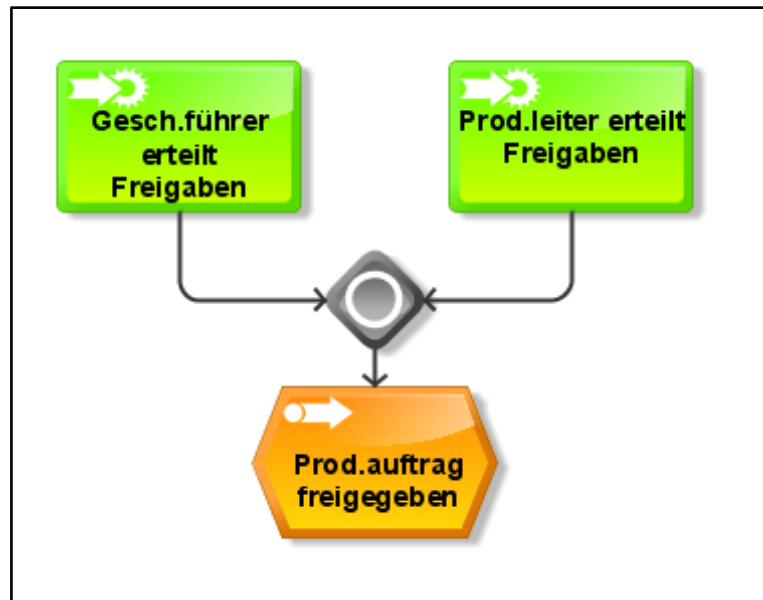 Gesch.führer
erteilt
Freigaben
Prod.leiter erteilt
Freigaben
Prod.auftrag
freigegeben